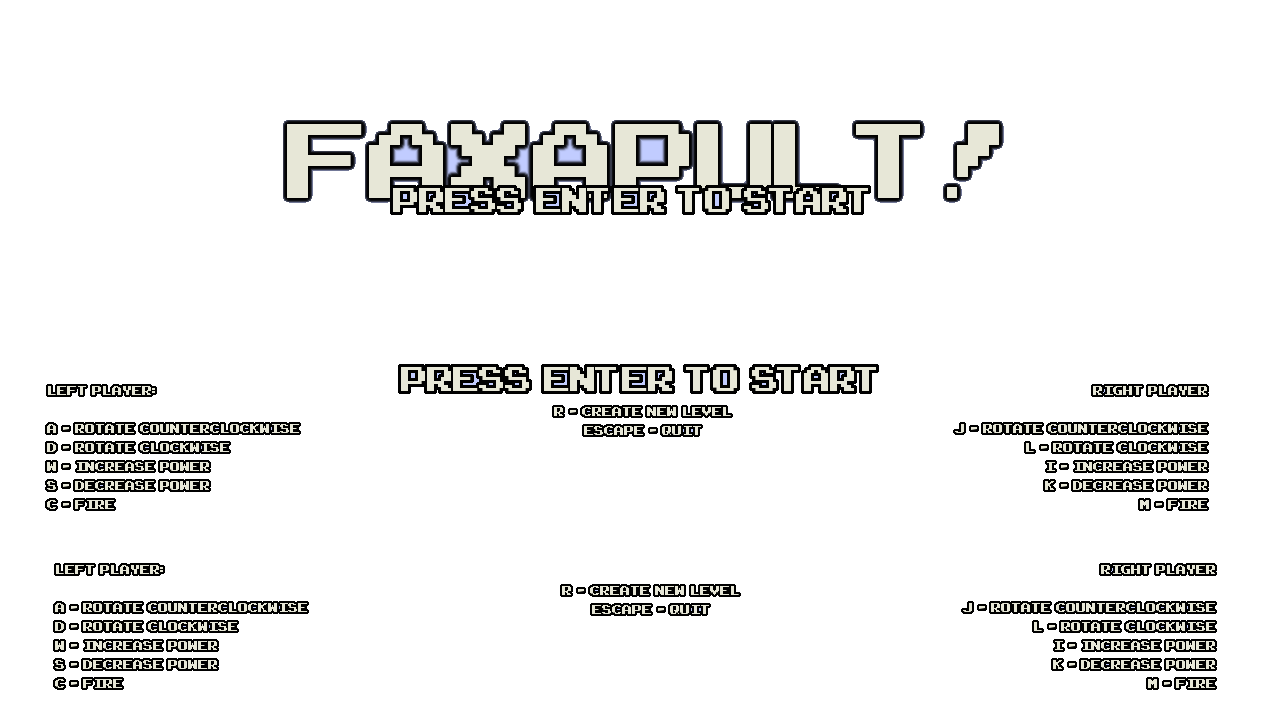 FAXAPULT!
PRESS ENTER TO START
PRESS ENTER TO START
R - CREATE NEW LEVEL
ESCAPE - QUIT
LEFT PLAYER:
A - ROTATE COUNTERCLOCKWISE
D - ROTATE CLOCKWISE
W - INCREASE POWER
S - DECREASE POWER
C - FIRE
RIGHT PLAYER
J - ROTATE COUNTERCLOCKWISE
L - ROTATE CLOCKWISE
I - INCREASE POWER
K - DECREASE POWER
M - FIRE
LEFT PLAYER:
A - ROTATE COUNTERCLOCKWISE
D - ROTATE CLOCKWISE
W - INCREASE POWER
S - DECREASE POWER
C - FIRE
R - CREATE NEW LEVEL
ESCAPE - QUIT
RIGHT PLAYER
J - ROTATE COUNTERCLOCKWISE
L - ROTATE CLOCKWISE
I - INCREASE POWER
K - DECREASE POWER
M - FIRE